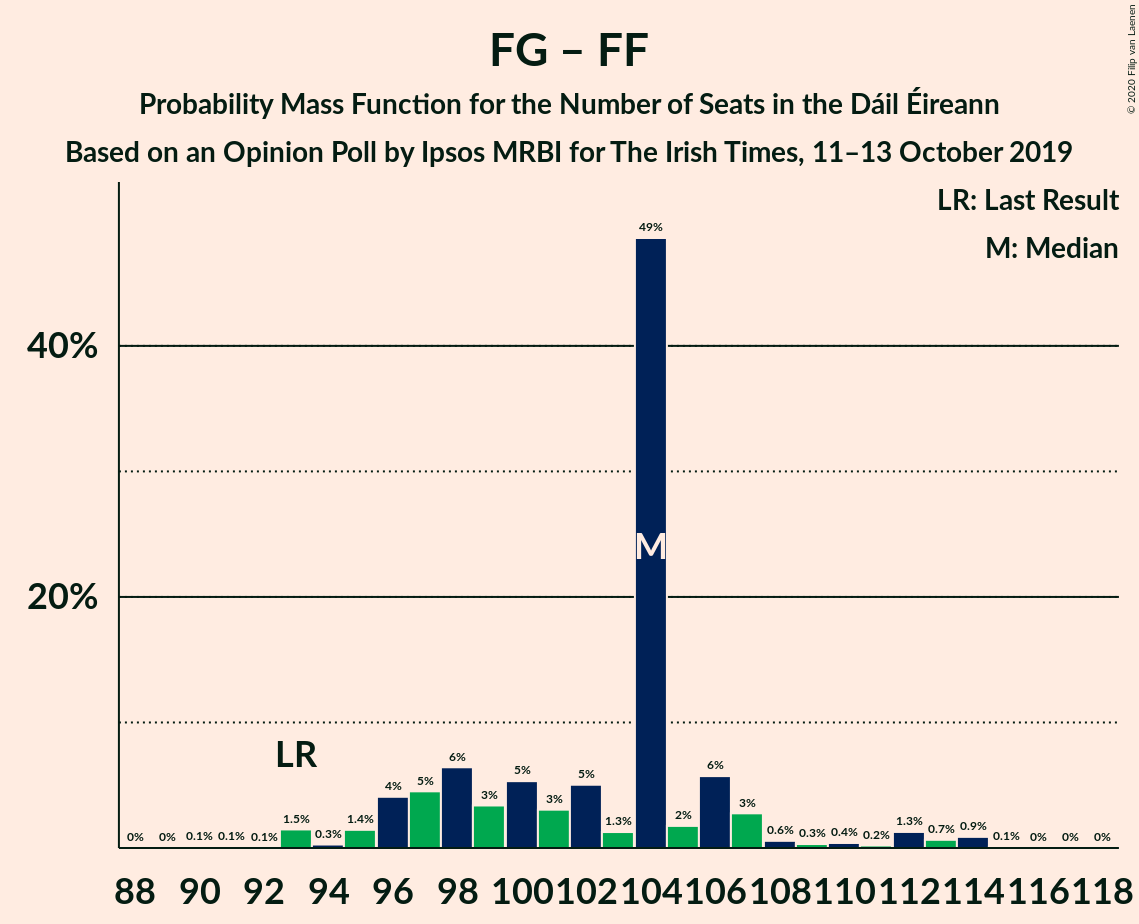 FG – FF
Probability Mass Function for the Number of Seats in the Dáil Éireann
Based on an Opinion Poll by Ipsos MRBI for The Irish Times, 11–13 October 2019
© 2020 Filip van Laenen
LR: Last Result
M: Median
49%
40%
M
20%
LR
0% 0% 0.1% 0.1% 0.1% 1.5% 0.3% 1.4% 4% 5% 6% 3% 5% 3% 5% 1.3% 2% 6% 3% 0.6% 0.3% 0.4% 0.2% 1.3% 0.7% 0.9% 0.1% 0% 0% 0%
88 90 92 94 96 98 100 102 104 106 108 110 112 114 116 118